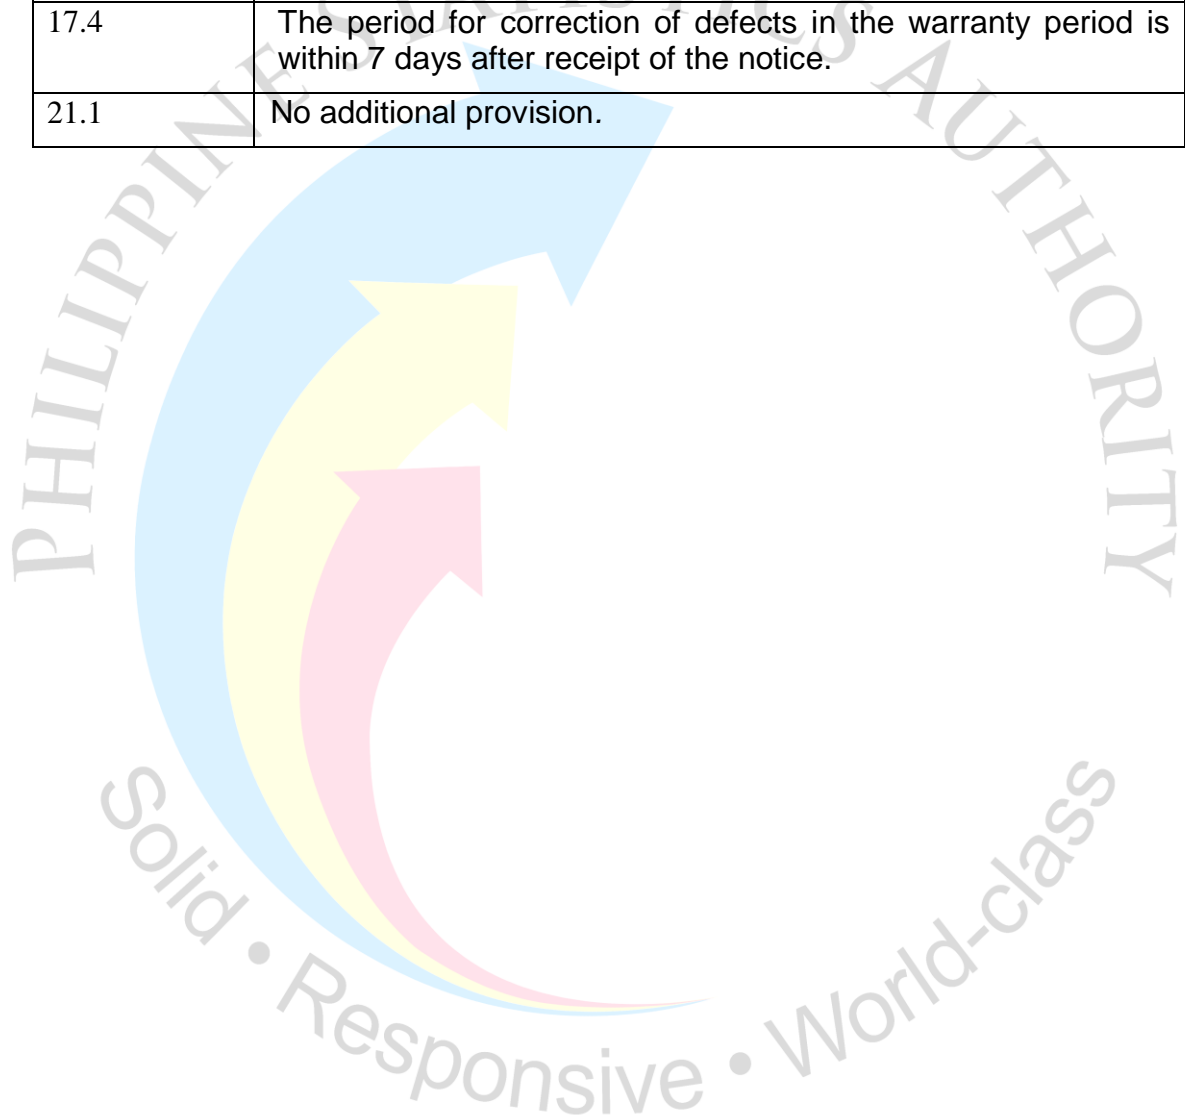 17.4
The period for correction of defects in the warranty period is
within 7 days after receipt of the notice.
21.1
No additional provision.
PHILIPPINE STATISTICS AUTHORITY
Solid • Responsive • World-class